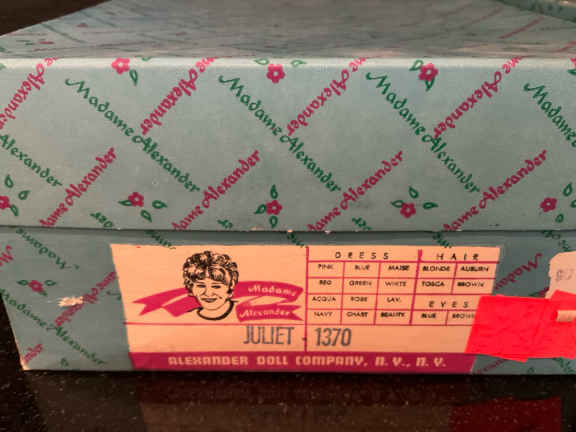 Madame Alexander
Madame Alexander
Madame Alexander
Madame Alexander
Madame Alexander
Madame Alexander
Madame
Alexander
DRESS HAIR
PINK BLUE MAISE BLONDE AUBURN
RED GREEN WHITE TOSCA BROWN
ACQUA ROSE LAV. EYES
NAVY CHAST BEAUTY BLUE BROWN
JULIET 1370
ALEXANDER DOLL COMPANY, N.Y., N.Y.